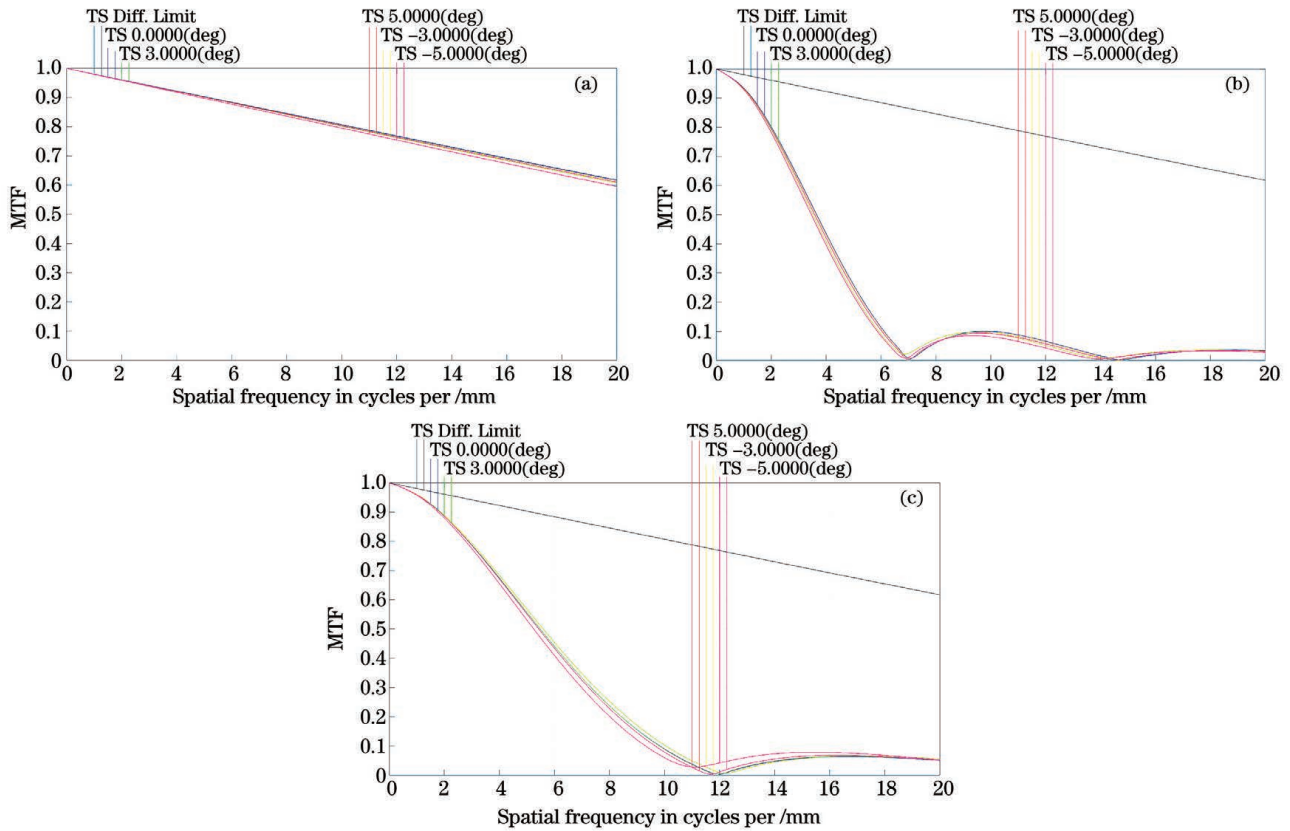 TS Diff. Limit
TS 0.0000(deg)
TS 3.0000(deg)
TS 5.0000(deg)
TS −3.0000(deg)
TS −5.0000(deg)
(a)
MTF
1.0
0.9
0.8
0.7
0.6
0.5
0.4
0.3
0.2
0.1
0
0 2 4 6 8 10 12 14 16 18 20
Spatial frequency in cycles per /mm
TS Diff. Limit
TS 0.0000(deg)
TS 3.0000(deg)
TS 5.0000(deg)
TS −3.0000(deg)
TS −5.0000(deg)
(b)
MTF
1.0
0.9
0.8
0.7
0.6
0.5
0.4
0.3
0.2
0.1
0
0 2 4 6 8 10 12 14 16 18 20
Spatial frequency in cycles per /mm
TS Diff. Limit
TS 0.0000(deg)
TS 3.0000(deg)
TS 5.0000(deg)
TS −3.0000(deg)
TS −5.0000(deg)
(c)
MTF
1.0
0.9
0.8
0.7
0.6
0.5
0.4
0.3
0.2
0.1
0
0 2 4 6 8 10 12 14 16 18 20
Spatial frequency in cycles per /mm